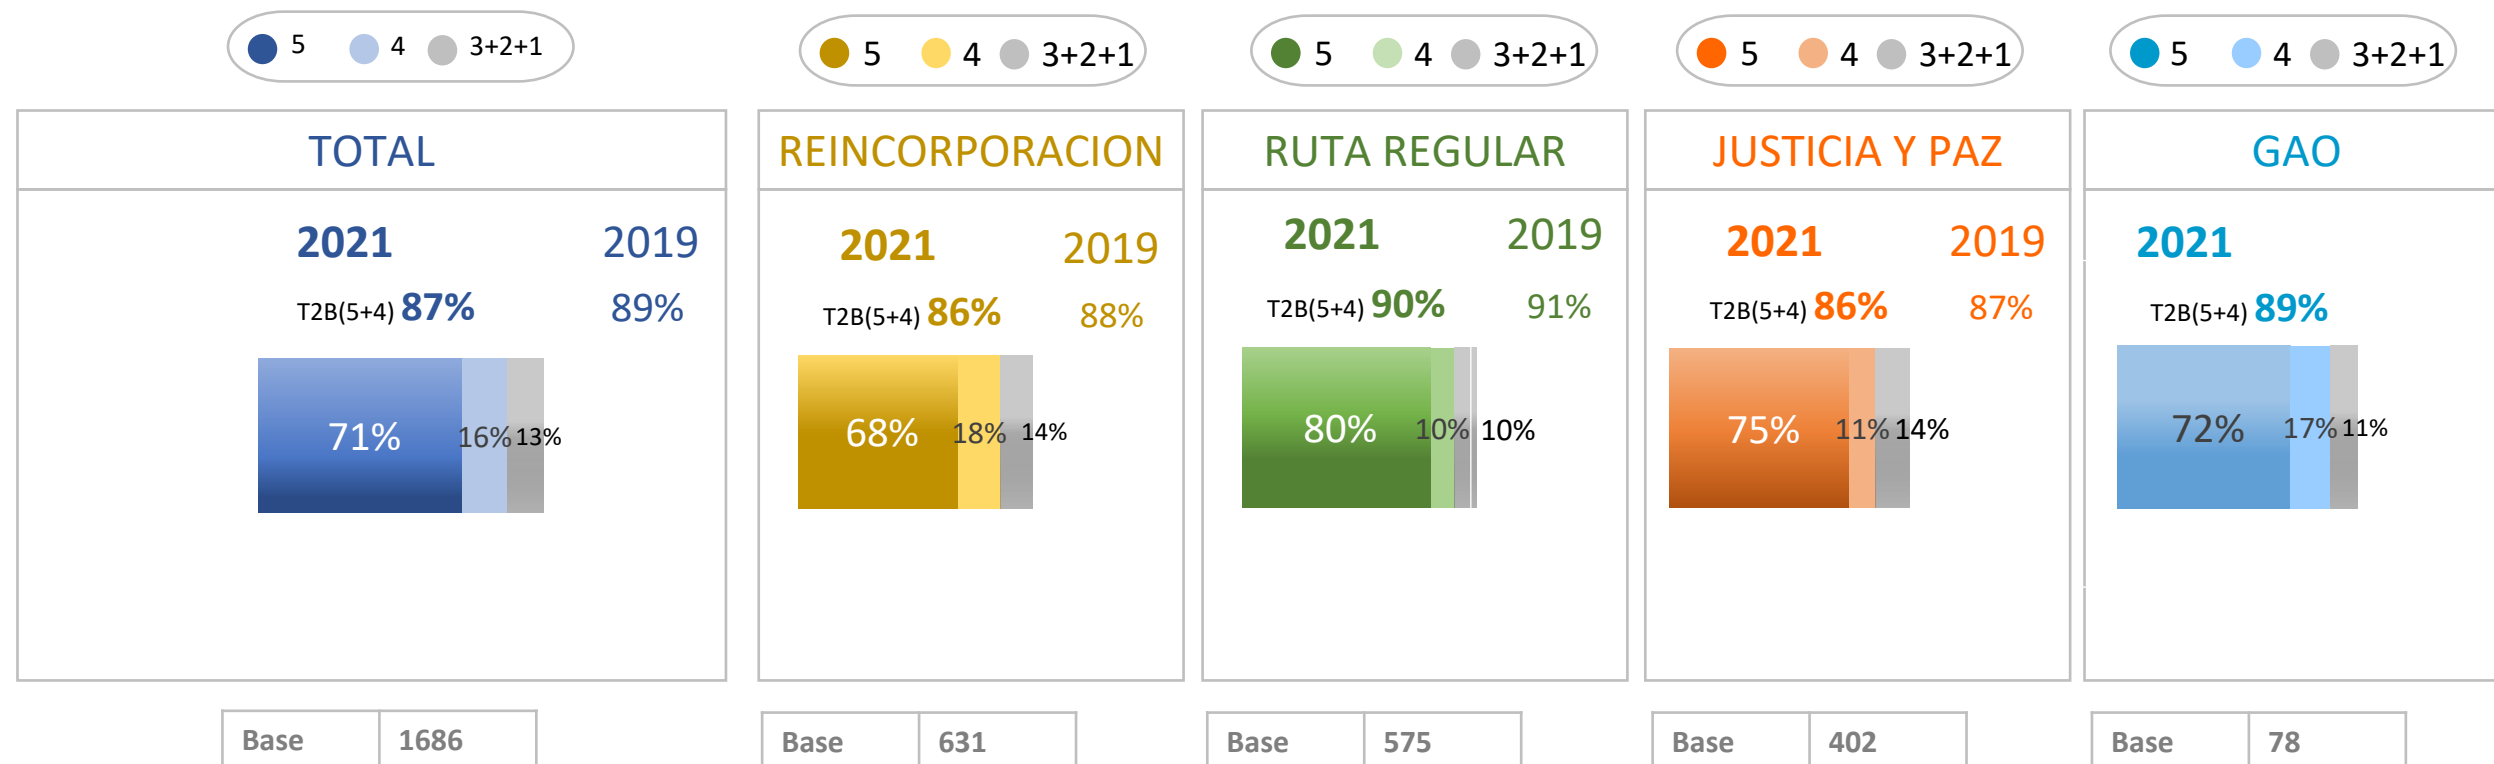 5 4 3+2+1
5 4 3+2+1
5 4 3+2+1
5 4 3+2+1
5 4 3+2+1
TOTAL
2021 2019
T2B(5+4) 87% 89%
71% 16% 13%
Base 1686
REINCORPORACION
2021 2019
T2B(5+4) 86% 88%
68% 18% 14%
Base 631
RUTA REGULAR
2021 2019
T2B(5+4) 90% 91%
80% 10% 10%
Base 575
JUSTICIA Y PAZ
2021 2019
T2B(5+4) 86% 87%
75% 11% 14%
Base 402
GAO
2021
T2B(5+4) 89%
72% 17% 11%
Base 78